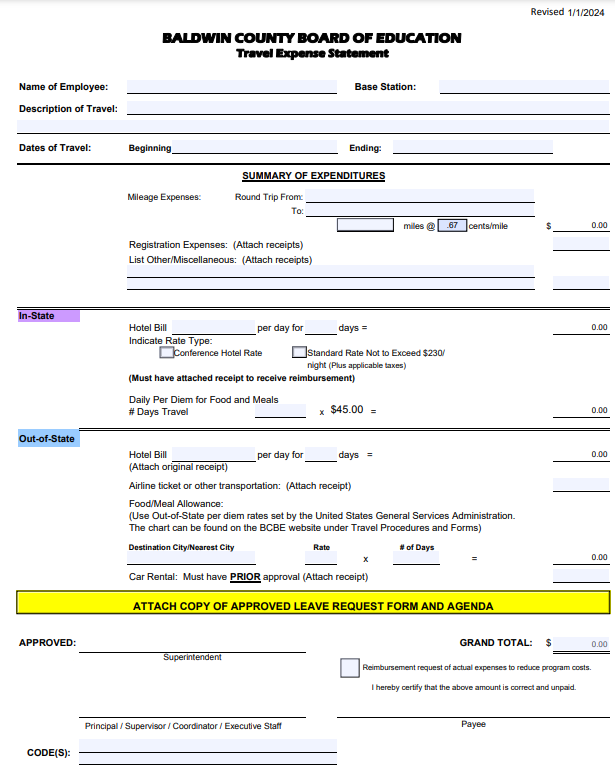 Revised 1/1/2024
BALDWIN COUNTY BOARD OF EDUCATION
Travel Expense Statement
Name of Employee: Base Station:
Description of Travel:
Dates of Travel: Beginning Ending:
SUMMARY OF EXPENDITURES
Mileage Expenses: Round Trip From:
To:
miles @ .67 cents/mile $ 0.00
Registration Expenses: (Attach receipts)
List Other/Miscellaneous: (Attach receipts)
In-State
Hotel Bill per day for days = 0.00
Indicate Rate Type:
Conference Hotel Rate Standard Rate Not to Exceed $230/
night (Plus applicable taxes)
(Must have attached receipt to receive reimbursement)
Daily Per Diem for Food and Meals
# Days Travel x $45.00 = 0.00
Out-of-State
Hotel Bill per day for days = 0.00
(Attach original receipt)
Airline ticket or other transportation: (Attach receipt)
Food/Meal Allowance:
(Use Out-of-State per diem rates set by the United States General Services Administration.
The chart can be found on the BCBE website under Travel Procedures and Forms)
Destination City/Nearest City Rate # of Days
x = 0.00
Car Rental: Must have PRIOR approval (Attach receipt)
ATTACH COPY OF APPROVED LEAVE REQUEST FORM AND AGENDA
APPROVED: GRAND TOTAL: $ 0.00
Superintendent
Reimbursement request of actual expenses to reduce program costs.
I hereby certify that the above amount is correct and unpaid.
Principal / Supervisor / Coordinator / Executive Staff Payee
CODE(S):